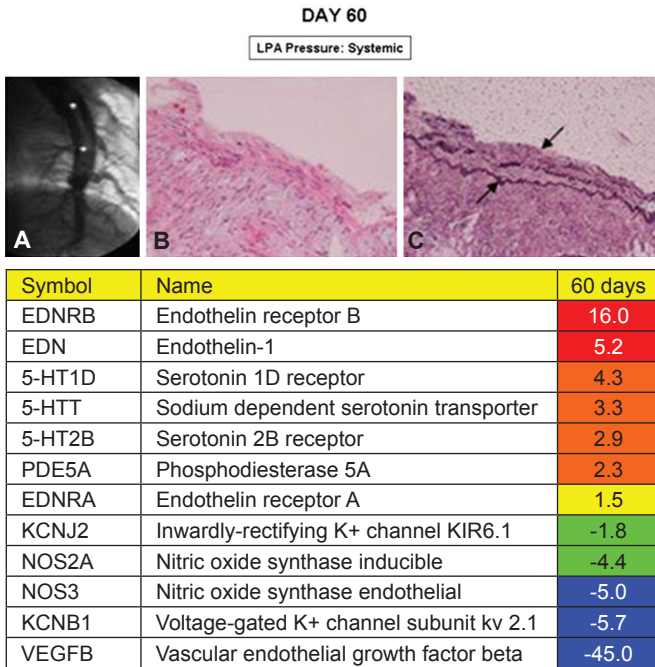 DAY 60
LPA Pressure: Systemic
A B C
Symbol Name 60 days
EDNRB Endothelin receptor B 16.0
EDN Endothelin-1 5.2
5-HT1D Serotonin 1D receptor 4.3
5-HTT Sodium dependent serotonin transporter 3.3
5-HT2B Serotonin 2B receptor 2.9
PDE5A Phosphodiesterase 5A 2.3
EDNRA Endothelin receptor A 1.5
KCNJ2 Inwardly-rectifying K+ channel KIR6.1 -1.8
NOS2A Nitric oxide synthase inducible -4.4
NOS3 Nitric oxide synthase endothelial -5.0
KCNB1 Voltage-gated K+ channel subunit kv 2.1 -5.7
VEGFB Vascular endothelial growth factor beta -45.0